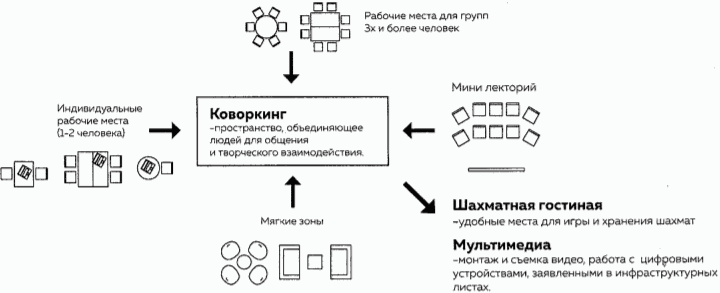 Рабочие места для групп
3х и более человек
Мини лекторий
Индивидуальные
рабочие места
(1-2 человека)
Коворкинг
-пространство, объединяющее
людей для общения
и творческого взаимодействия.
Мягкие зоны
Шахматная гостиная
-удобные места для игры и хранения шахмат
Мультимедиа
-монтаж и съемка видео, работа с цифровыми
устройствами, заявленными в инфраструктурных
листах.